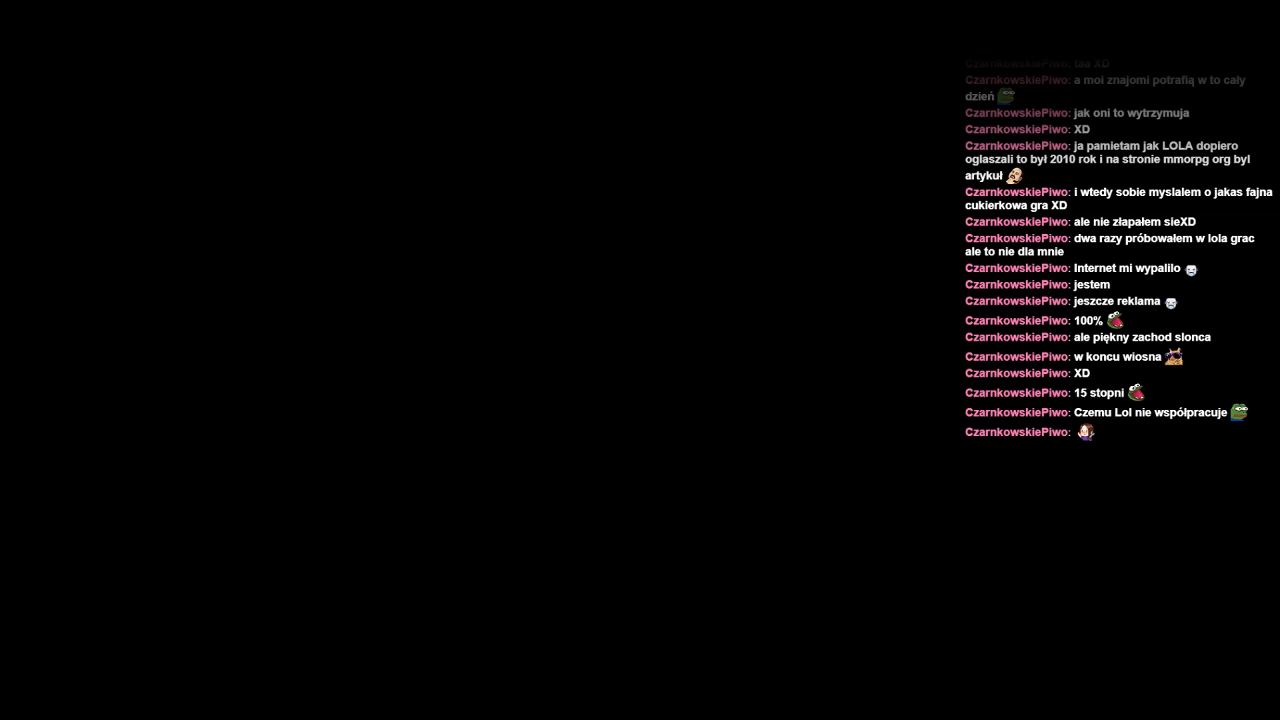 CzarnkowskiePiwo: taa XD
CzarnkowskiePiwo: a moi znajomi potrafią w to cały
dzień
CzarnkowskiePiwo: jak oni to wytrzymuja
CzarnkowskiePiwo: XD
CzarnkowskiePiwo: ja pamietam jak LOLA dopiero
oglaszali to był 2010 rok i na stronie mmorpg org byl
artykuł
CzarnkowskiePiwo: i wtedy sobie myslalem o jakas fajna
cukierkowa gra XD
CzarnkowskiePiwo: ale nie złapałem sieXD
CzarnkowskiePiwo: dwa razy próbowałem w lola grac
ale to nie dla mnie
CzarnkowskiePiwo: Internet mi wypalilo
CzarnkowskiePiwo: jestem
CzarnkowskiePiwo: jeszcze reklama
CzarnkowskiePiwo: 100%
CzarnkowskiePiwo: ale piękny zachod slonca
CzarnkowskiePiwo: w koncu wiosna
CzarnkowskiePiwo: XD
CzarnkowskiePiwo: 15 stopni
CzarnkowskiePiwo: Czemu Lol nie współpracuje
CzarnkowskiePiwo: